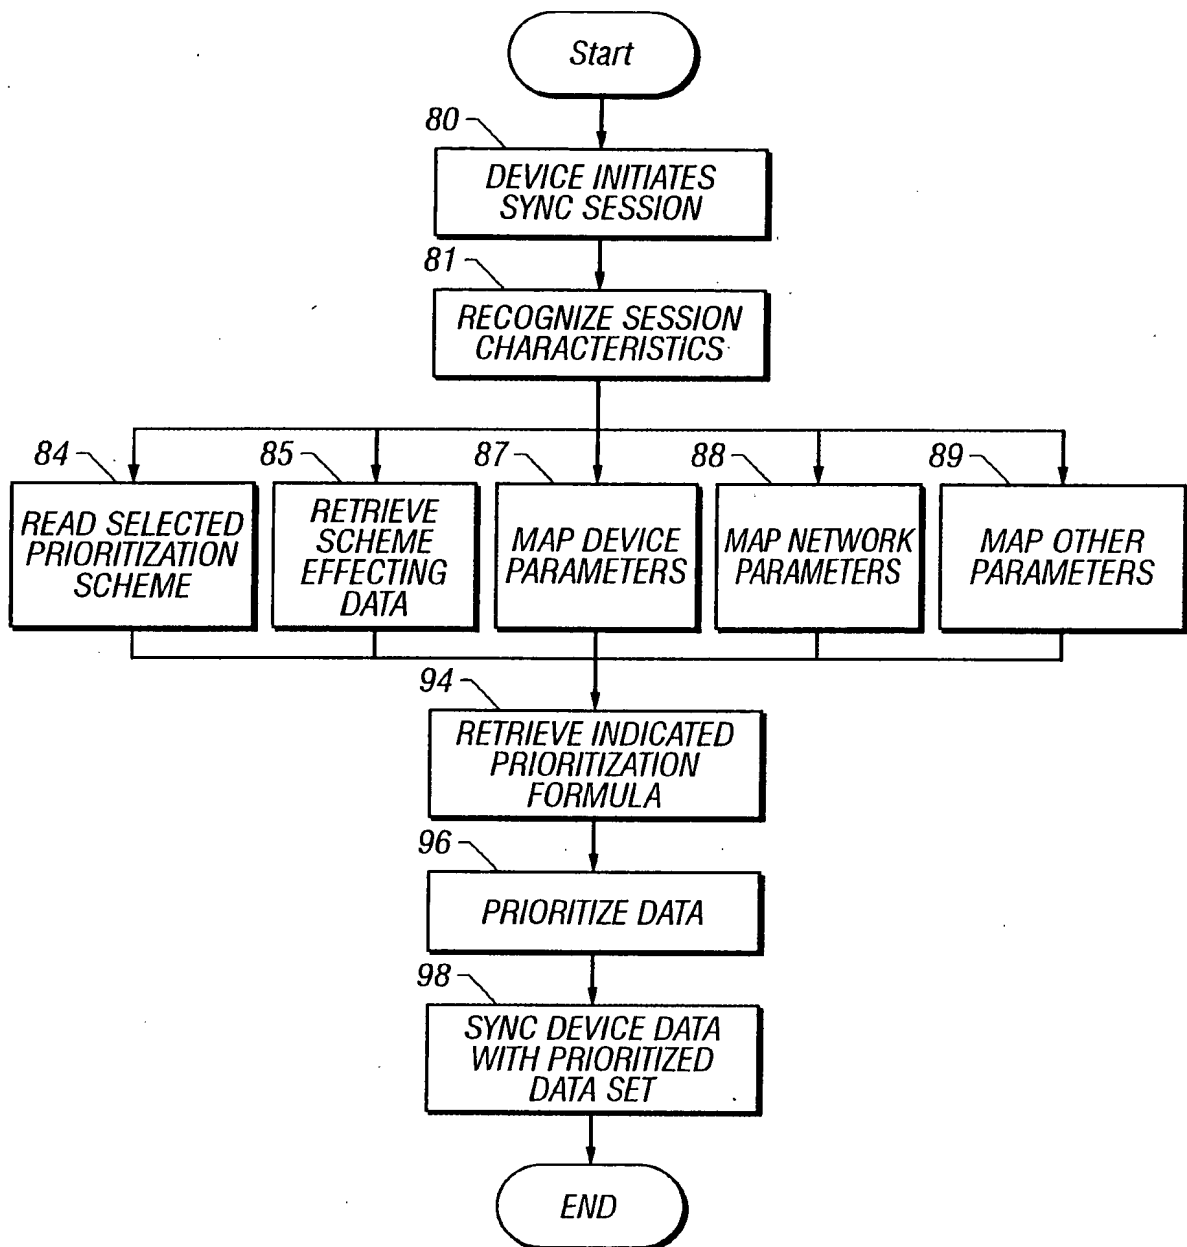 Start
80
DEVICE INITIATES
SYNC SESSION
81
RECOGNIZE SESSION
CHARACTERISTICS
84
READ SELECTED
PRIORITIZATION
SCHEME
85
RETRIEVE
SCHEME
EFFECTING
DATA
87
MAP DEVICE
PARAMETERS
88
MAP NETWORK
PARAMETERS
89
MAP OTHER
PARAMETERS
94
RETRIEVE INDICATED
PRIORITIZATION
FORMULA
96
PRIORITIZE DATA
98
SYNC DEVICE DATA
WITH PRIORITIZED
DATA SET
END